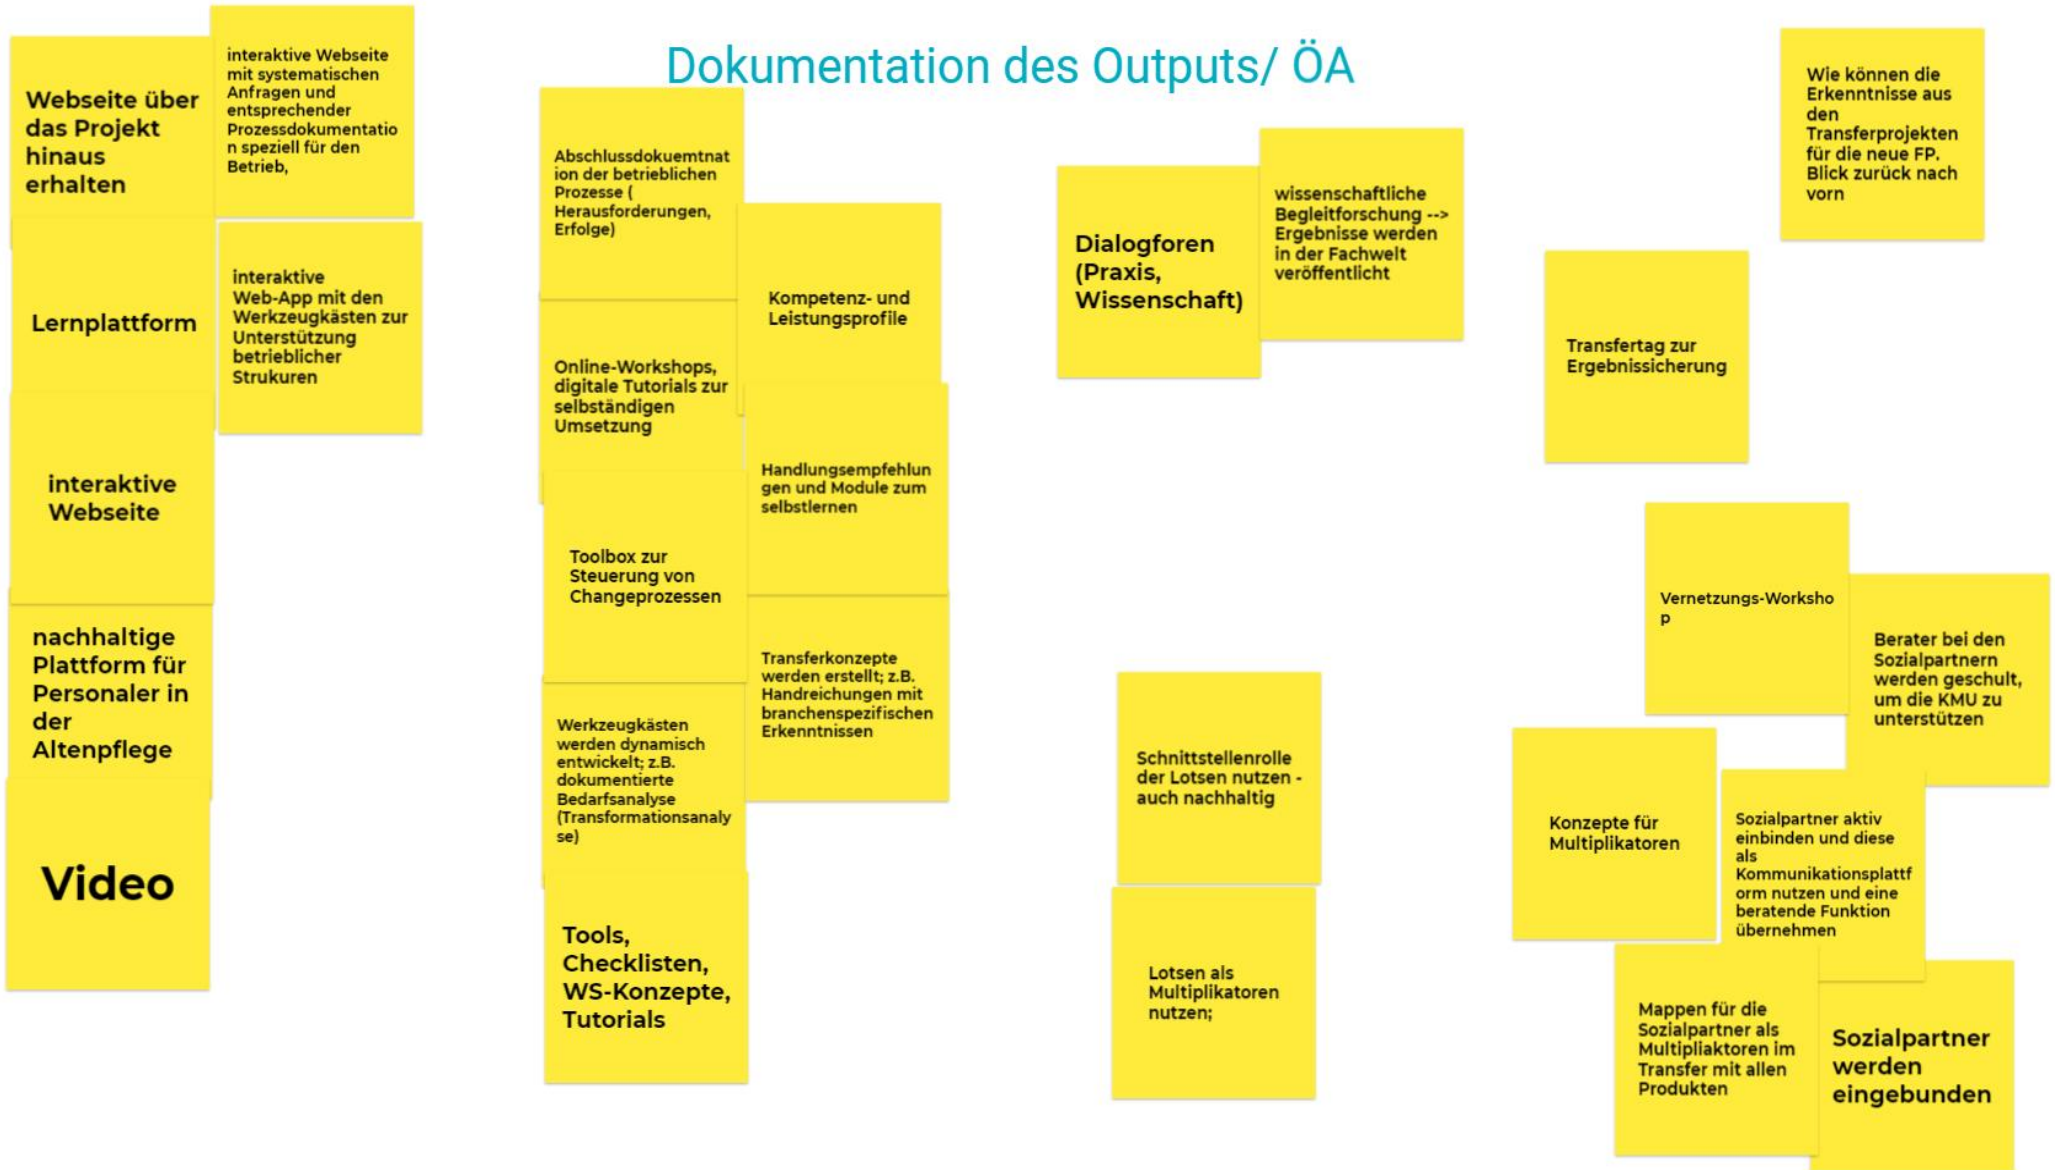 Dokumentation des Outputs/ ÖA
Webseite über
das Projekt
hinaus
erhalten
interaktive Webseite
mit systematischen
Anfragen und
entsprechender
Prozessdokumentatio
n speziell für den
Betrieb,
Lernplattform
interaktive
Web-App mit den
Werkzeugkästen zur
Unterstützung
betrieblicher
Strukuren
interaktive
Webseite
nachhaltige
Plattform für
Personaler in
der
Altenpflege
Video
Abschlussdokuemtnat
ion der betrieblichen
Prozesse (
Herausforderungen,
Erfolge)
Kompetenz- und
Leistungsprofile
Online-Workshops,
digitale Tutorials zur
selbständigen
Umsetzung
Handlungsempfehlun
gen und Module zum
selbstlernen
Toolbox zur
Steuerung von
Changeprozessen
Transferkonzepte
werden erstellt; z.B.
Handreichungen mit
branchenspezifischen
Erkenntnissen
Werkzeugkästen
werden dynamisch
entwickelt; z.B.
dokumentierte
Bedarfsanalyse
(Transformationsanaly
se)
Tools,
Checklisten,
WS-Konzepte,
Tutorials
Dialogforen
(Praxis,
Wissenschaft)
wissenschaftliche
Begleitforschung -->
Ergebnisse werden
in der Fachwelt
veröffentlicht
Schnittstellenrolle
der Lotsen nutzen -
auch nachhaltig
Lotsen als
Multiplikatoren
nutzen;
Wie können die
Erkenntnisse aus
den
Transferprojekten
für die neue FP.
Blick zurück nach
vorn
Transfertag zur
Ergebnissicherung
Vernetzungs-Worksho
p
Berater bei den
Sozialpartnern
werden geschult,
um die KMU zu
unterstützen
Konzepte für
Multiplikatoren
Sozialpartner aktiv
einbinden und diese
als
Kommunikationsplattf
orm nutzen und eine
beratende Funktion
übernehmen
Mappen für die
Sozialpartner als
Multipliaktoren im
Transfer mit allen
Produkten
Sozialpartner
werden
eingebunden